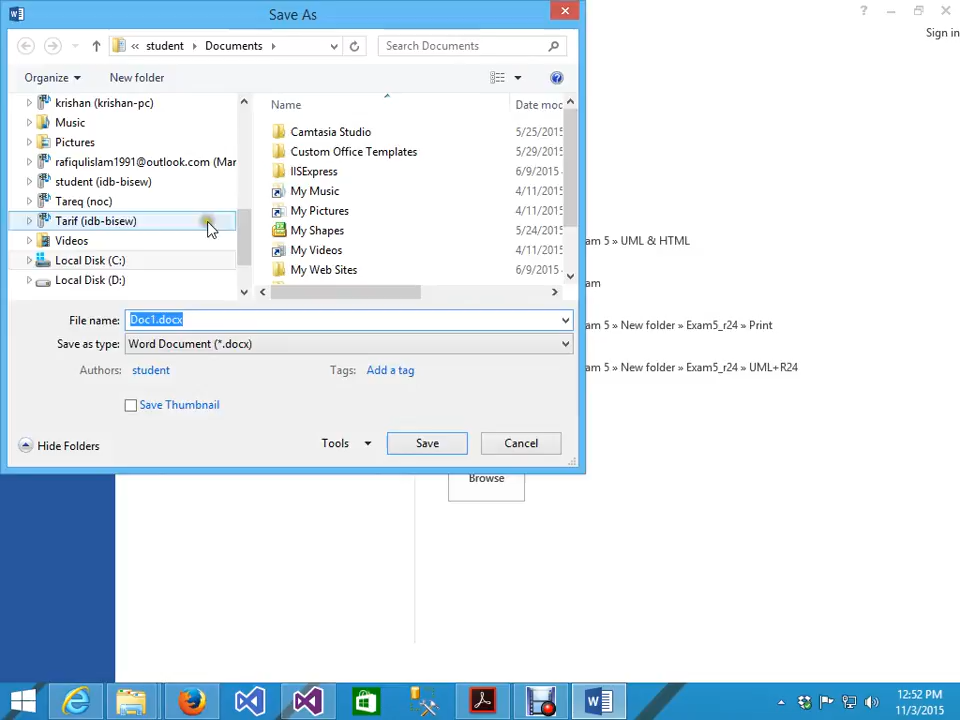 Save As
?
Sign in
« student Documents
Search Documents
Organize
New folder
?
krishan (krishan-pc)
Music
Pictures
rafiqulislam1991@outlook.com (Mar
student (idb-bisew)
Tareq (noc)
Tarif (idb-bisew)
Videos
Local Disk (C:)
Local Disk (D:)
Name
Date mod
Camtasia Studio
5/25/2015
Custom Office Templates
5/29/2015
IISExpress
6/9/2015
My Music
4/11/2015
My Pictures
4/11/2015
My Shapes
5/24/2015
My Videos
4/11/2015
My Web Sites
6/9/2015
am 5 » UML & HTML
am
am 5 » New folder » Exam5_r24 » Print
am 5 » New folder » Exam5_r24 » UML+R24
File name:
Doc1.docx
Save as type:
Word Document (*.docx)
Authors:
student
Tags:
Add a tag
Save Thumbnail
Hide Folders
Tools
Save
Cancel
Browse
12:52 PM
11/3/2015